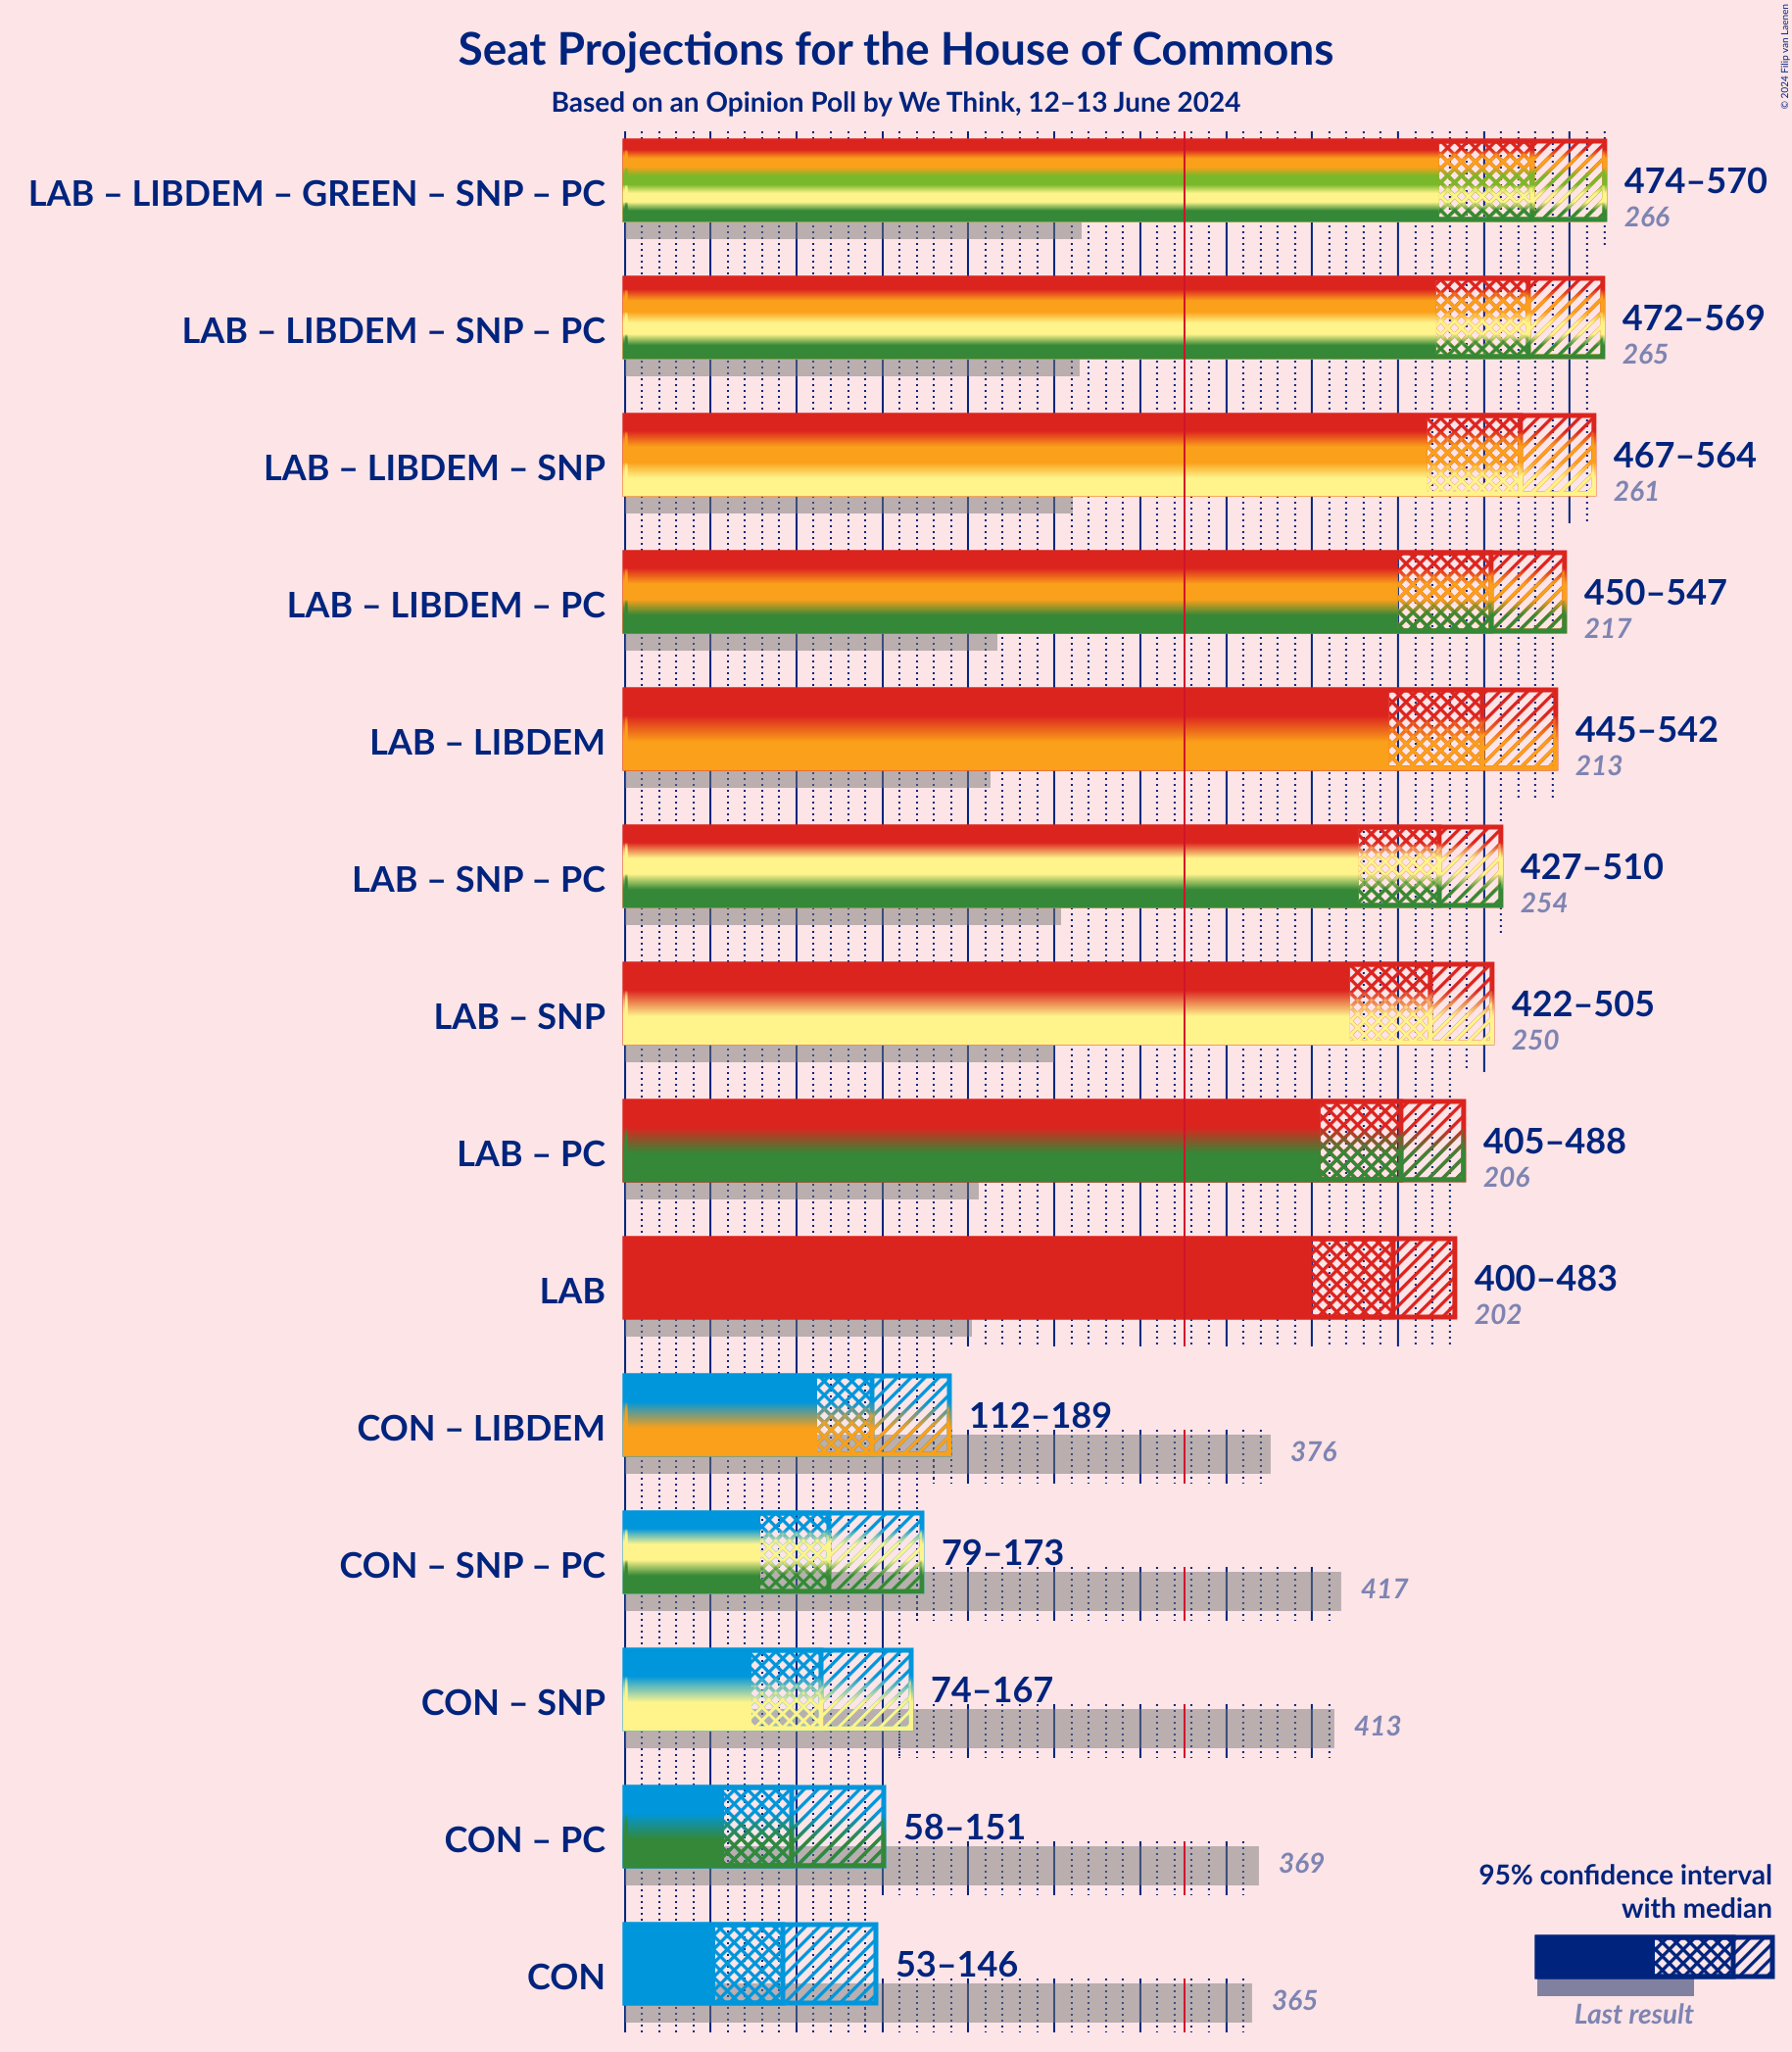 Seat Projections for the House of Commons
Based on an Opinion Poll by We Think, 12–13 June 2024
© 2024 Filip van Laenen
LAB – LIBDEM – GREEN – SNP – PC
474–570
266
LAB – LIBDEM – SNP – PC
472–569
265
LAB – LIBDEM – SNP
467–564
261
LAB – LIBDEM – PC
450–547
217
LAB – LIBDEM
445–542
213
LAB – SNP – PC
427–510
254
LAB – SNP
422–505
250
LAB – PC
405–488
206
LAB
400–483
202
CON – LIBDEM
112–189
376
CON – SNP – PC
79–173
417
CON – SNP
74–167
413
CON – PC
58–151
369
CON
53–146
365
95% confidence interval
with median
Last result